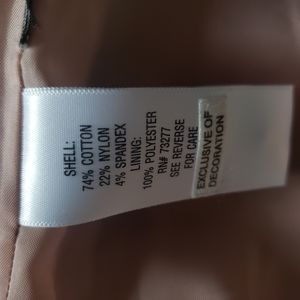 SHELL:
74% COTTON
22% NYLON
4% SPANDEX
LINING:
100% POLYESTER
RN# 73277
SEE REVERSE
FOR CARE
EXCLUSIVE OF
DECORATION